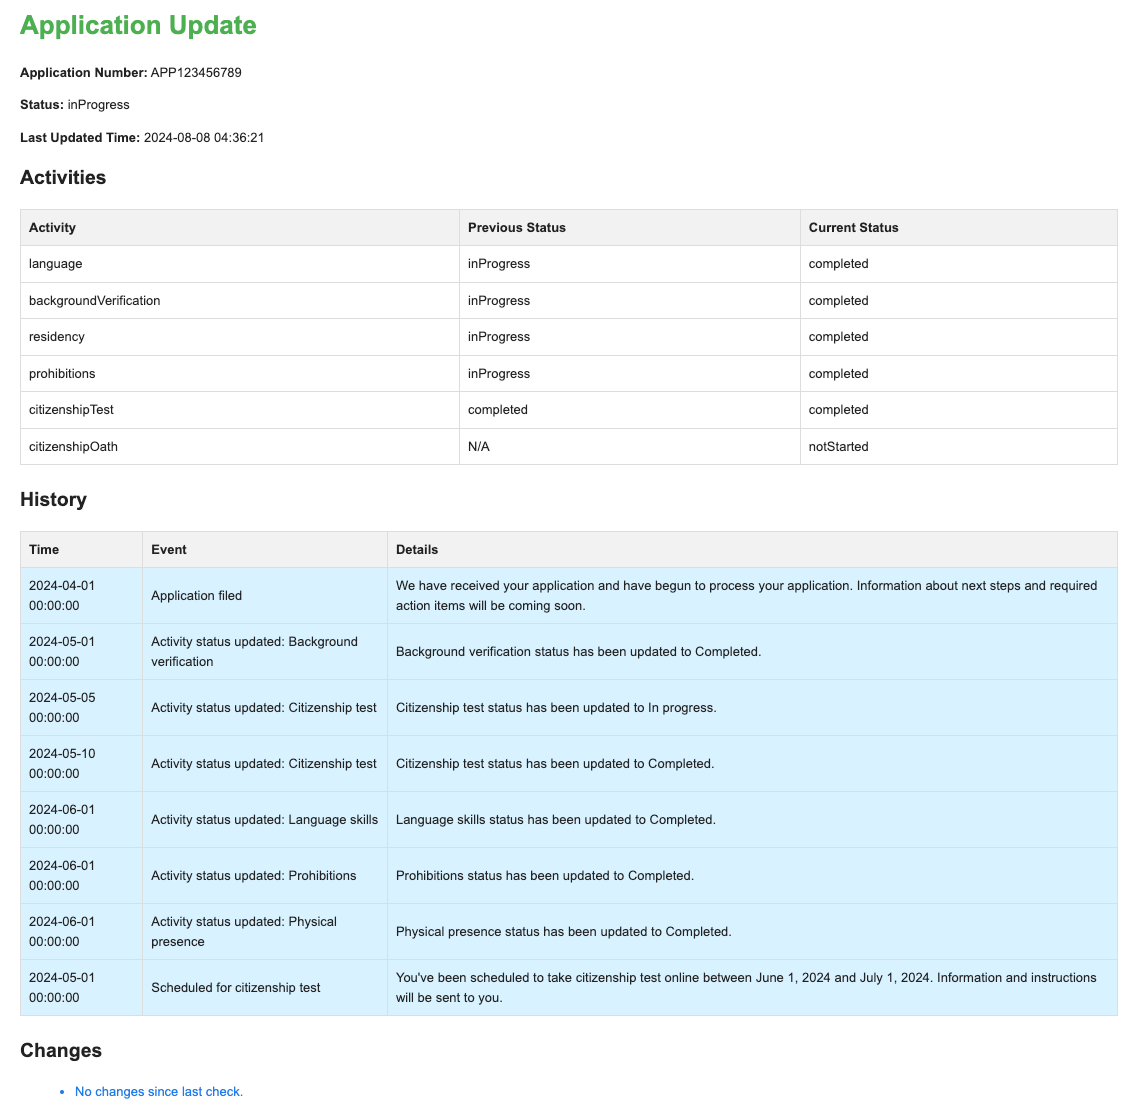 Application Update
Application Number: APP123456789
Status: inProgress
Last Updated Time: 2024-08-08 04:36:21
Activities
Activity Previous Status Current Status
language inProgress completed
backgroundVerification inProgress completed
residency inProgress completed
prohibitions inProgress completed
citizenshipTest completed completed
citizenshipOath N/A notStarted
History
Time Event Details
2024-04-01
00:00:00
Application filed
We have received your application and have begun to process your application. Information about next steps and required
action items will be coming soon.
2024-05-01
00:00:00
Activity status updated: Background
verification
Background verification status has been updated to Completed.
2024-05-05
00:00:00
Activity status updated: Citizenship test
Citizenship test status has been updated to In progress.
2024-05-10
00:00:00
Activity status updated: Citizenship test
Citizenship test status has been updated to Completed.
2024-06-01
00:00:00
Activity status updated: Language skills
Language skills status has been updated to Completed.
2024-06-01
00:00:00
Activity status updated: Prohibitions
Prohibitions status has been updated to Completed.
2024-06-01
00:00:00
Activity status updated: Physical
presence
Physical presence status has been updated to Completed.
2024-05-01
00:00:00
Scheduled for citizenship test
You've been scheduled to take citizenship test online between June 1, 2024 and July 1, 2024. Information and instructions
will be sent to you.
Changes
• No changes since last check.